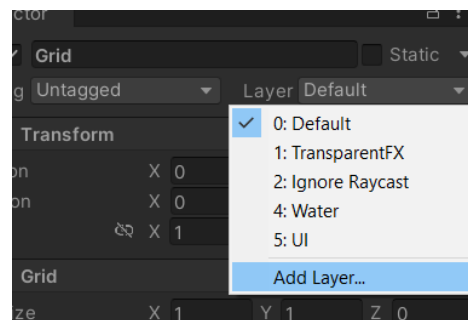 ctor
Grid Static
g Untagged Layer Default
0: Default
Transform
1: TransparentFX
on X 0
2: Ignore Raycast
on X 0
4: Water
X 1
5: UI
Grid
Add Layer...
ze X 1 Y 1 Z 0